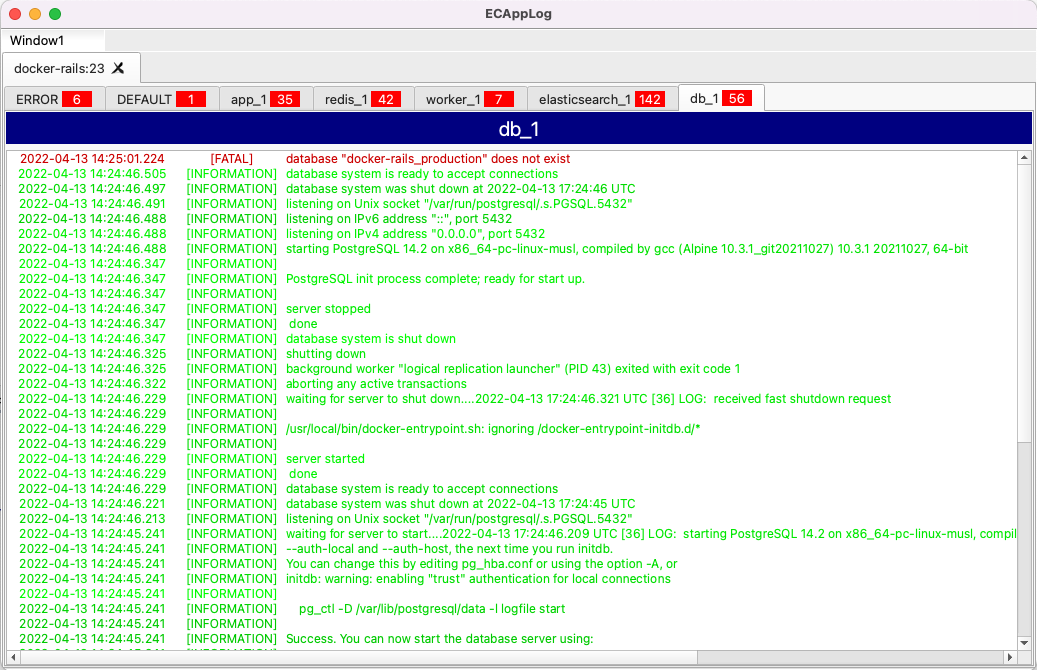 ECAppLog
Window1
docker-rails:23
ERROR 6 DEFAULT 1 app_1 35 redis_1 42 worker_1 7 elasticsearch_1 142 db_1 56
db_1
2022-04-13 14:25:01.224 [FATAL] database "docker-rails_production" does not exist
2022-04-13 14:24:46.505 [INFORMATION] database system is ready to accept connections
2022-04-13 14:24:46.497 [INFORMATION] database system was shut down at 2022-04-13 17:24:46 UTC
2022-04-13 14:24:46.491 [INFORMATION] listening on Unix socket "/var/run/postgresql/.s.PGSQL.5432"
2022-04-13 14:24:46.488 [INFORMATION] listening on IPv6 address "::", port 5432
2022-04-13 14:24:46.488 [INFORMATION] listening on IPv4 address "0.0.0.0", port 5432
2022-04-13 14:24:46.488 [INFORMATION] starting PostgreSQL 14.2 on x86_64-pc-linux-musl, compiled by gcc (Alpine 10.3.1_git20211027) 10.3.1 20211027, 64-bit
2022-04-13 14:24:46.347 [INFORMATION]
2022-04-13 14:24:46.347 [INFORMATION] PostgreSQL init process complete; ready for start up.
2022-04-13 14:24:46.347 [INFORMATION]
2022-04-13 14:24:46.347 [INFORMATION] server stopped
2022-04-13 14:24:46.347 [INFORMATION] done
2022-04-13 14:24:46.347 [INFORMATION] database system is shut down
2022-04-13 14:24:46.325 [INFORMATION] shutting down
2022-04-13 14:24:46.325 [INFORMATION] background worker "logical replication launcher" (PID 43) exited with exit code 1
2022-04-13 14:24:46.322 [INFORMATION] aborting any active transactions
2022-04-13 14:24:46.229 [INFORMATION] waiting for server to shut down....2022-04-13 17:24:46.321 UTC [36] LOG:  received fast shutdown request
2022-04-13 14:24:46.229 [INFORMATION]
2022-04-13 14:24:46.229 [INFORMATION] /usr/local/bin/docker-entrypoint.sh: ignoring /docker-entrypoint-initdb.d/*
2022-04-13 14:24:46.229 [INFORMATION]
2022-04-13 14:24:46.229 [INFORMATION] server started
2022-04-13 14:24:46.229 [INFORMATION] done
2022-04-13 14:24:46.229 [INFORMATION] database system is ready to accept connections
2022-04-13 14:24:46.221 [INFORMATION] database system was shut down at 2022-04-13 17:24:45 UTC
2022-04-13 14:24:46.213 [INFORMATION] listening on Unix socket "/var/run/postgresql/.s.PGSQL.5432"
2022-04-13 14:24:45.241 [INFORMATION] waiting for server to start....2022-04-13 17:24:46.209 UTC [36] LOG:  starting PostgreSQL 14.2 on x86_64-pc-linux-musl, compil
2022-04-13 14:24:45.241 [INFORMATION] --auth-local and --auth-host, the next time you run initdb.
2022-04-13 14:24:45.241 [INFORMATION] You can change this by editing pg_hba.conf or using the option -A, or
2022-04-13 14:24:45.241 [INFORMATION] initdb: warning: enabling "trust" authentication for local connections
2022-04-13 14:24:45.241 [INFORMATION]
2022-04-13 14:24:45.241 [INFORMATION] pg_ctl -D /var/lib/postgresql/data -l logfile start
2022-04-13 14:24:45.241 [INFORMATION]
2022-04-13 14:24:45.241 [INFORMATION] Success. You can now start the database server using: